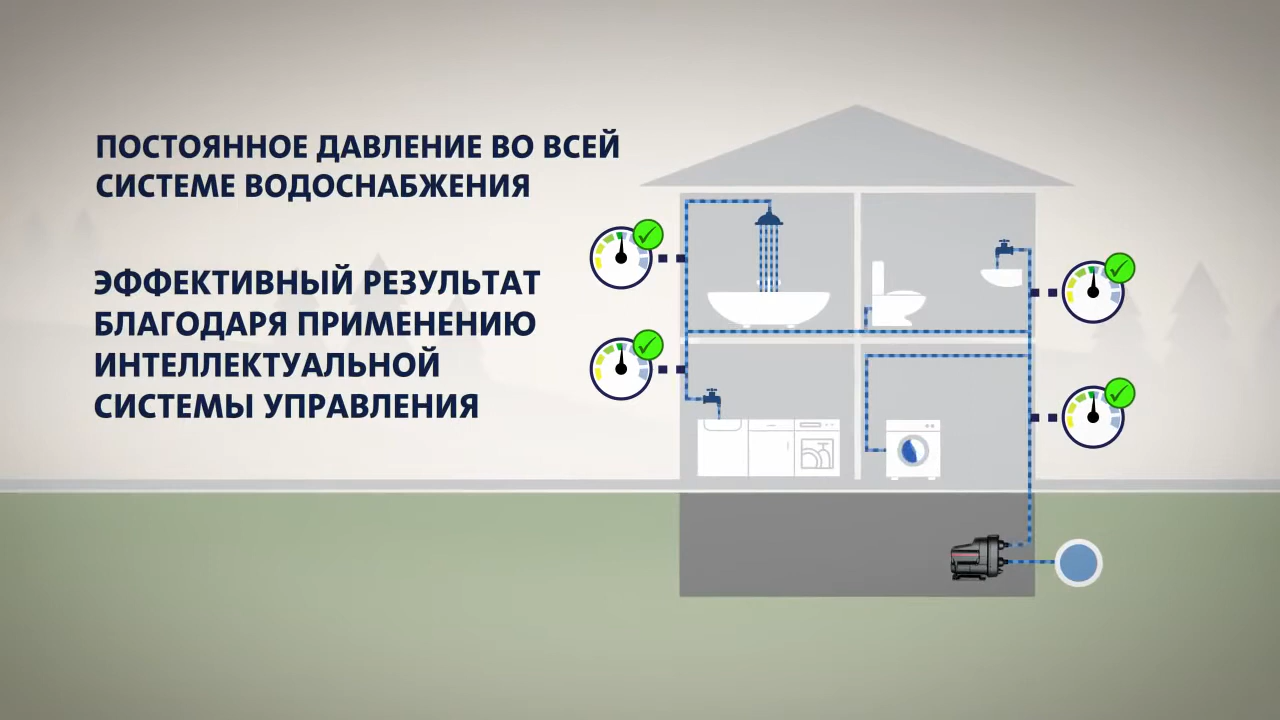 ПОСТОЯННОЕ ДАВЛЕНИЕ ВО ВСЕЙ
СИСТЕМЕ ВОДОСНАБЖЕНИЯ
ЭФФЕКТИВНЫЙ РЕЗУЛЬТАТ
БЛАГОДАРЯ ПРИМЕНЕНИЮ
ИНТЕЛЛЕКТУАЛЬНОЙ
СИСТЕМЫ УПРАВЛЕНИЯ